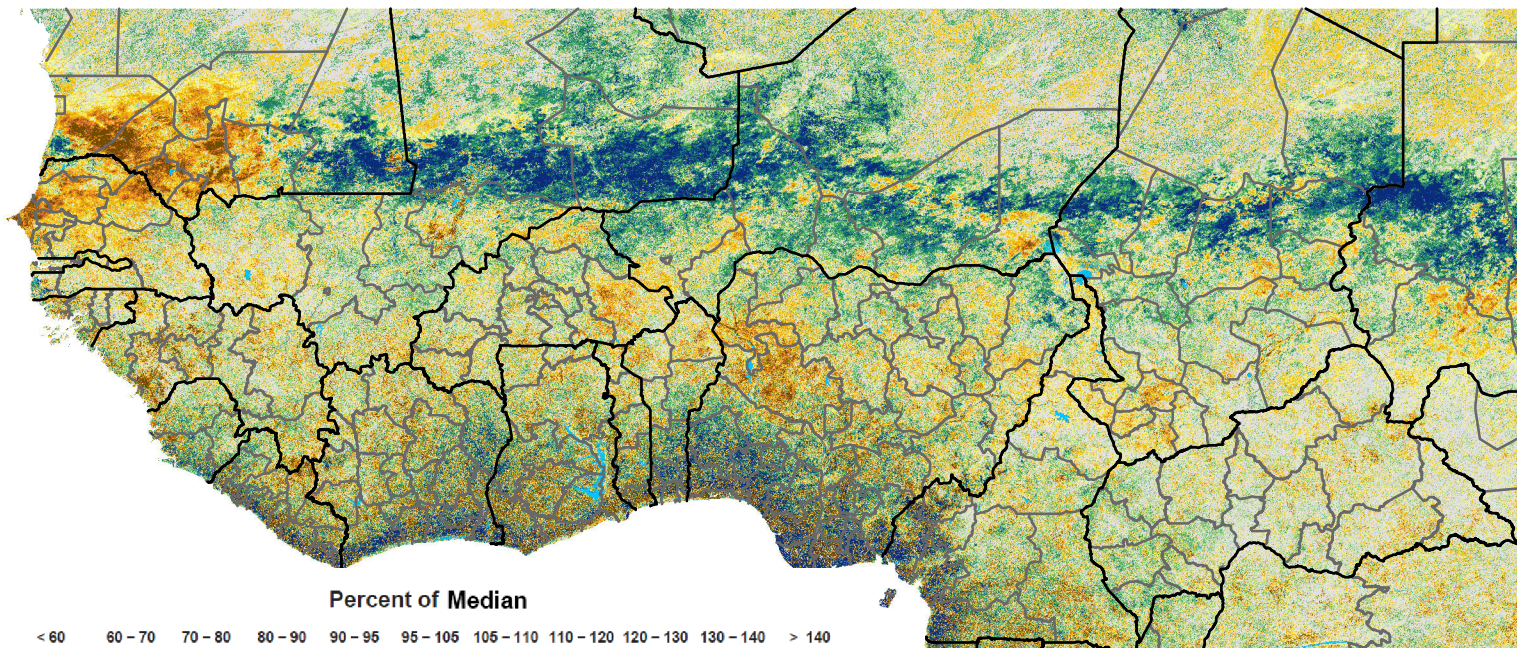 Percent of Median
< 60 60 – 70 70 – 80 80 – 90 90 – 95 95 – 105 105 – 110 110 – 120 120 – 130 130 – 140 > 140